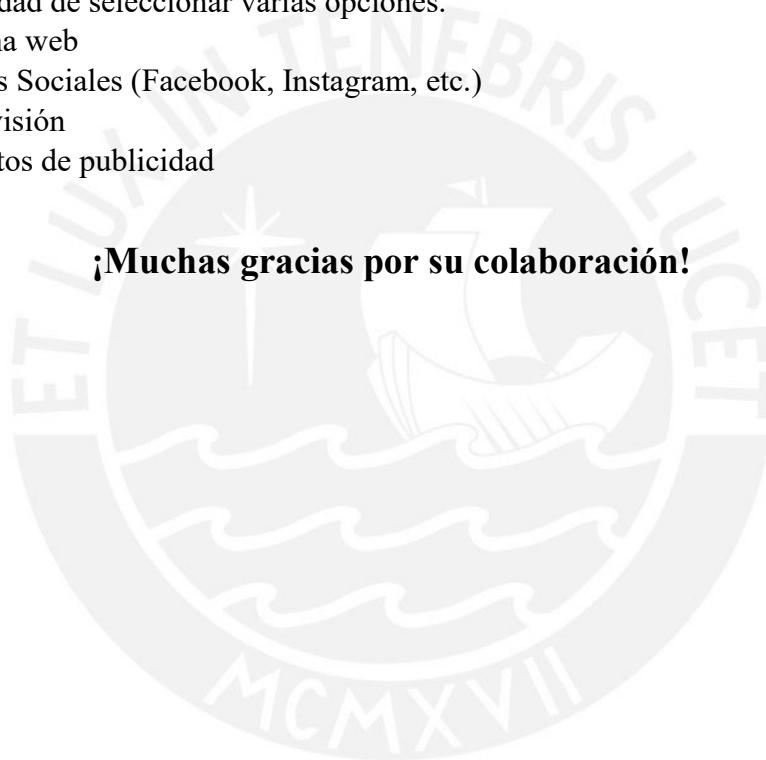 dad de seleccionar varias opciones.
na web
s Sociales (Facebook, Instagram, etc.)
visión
tos de publicidad
¡Muchas gracias por su colaboración!
ET LUX IN TENEBRIS LUCET
MCMXVII